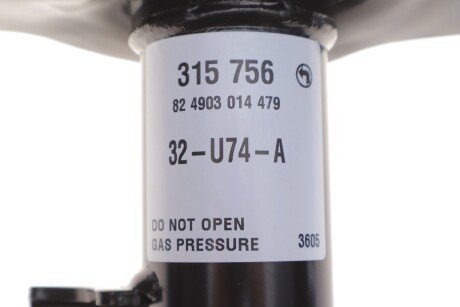 315 756
82 4903 014 479
32-U74-A
DO NOT OPEN
GAS PRESSURE 3605